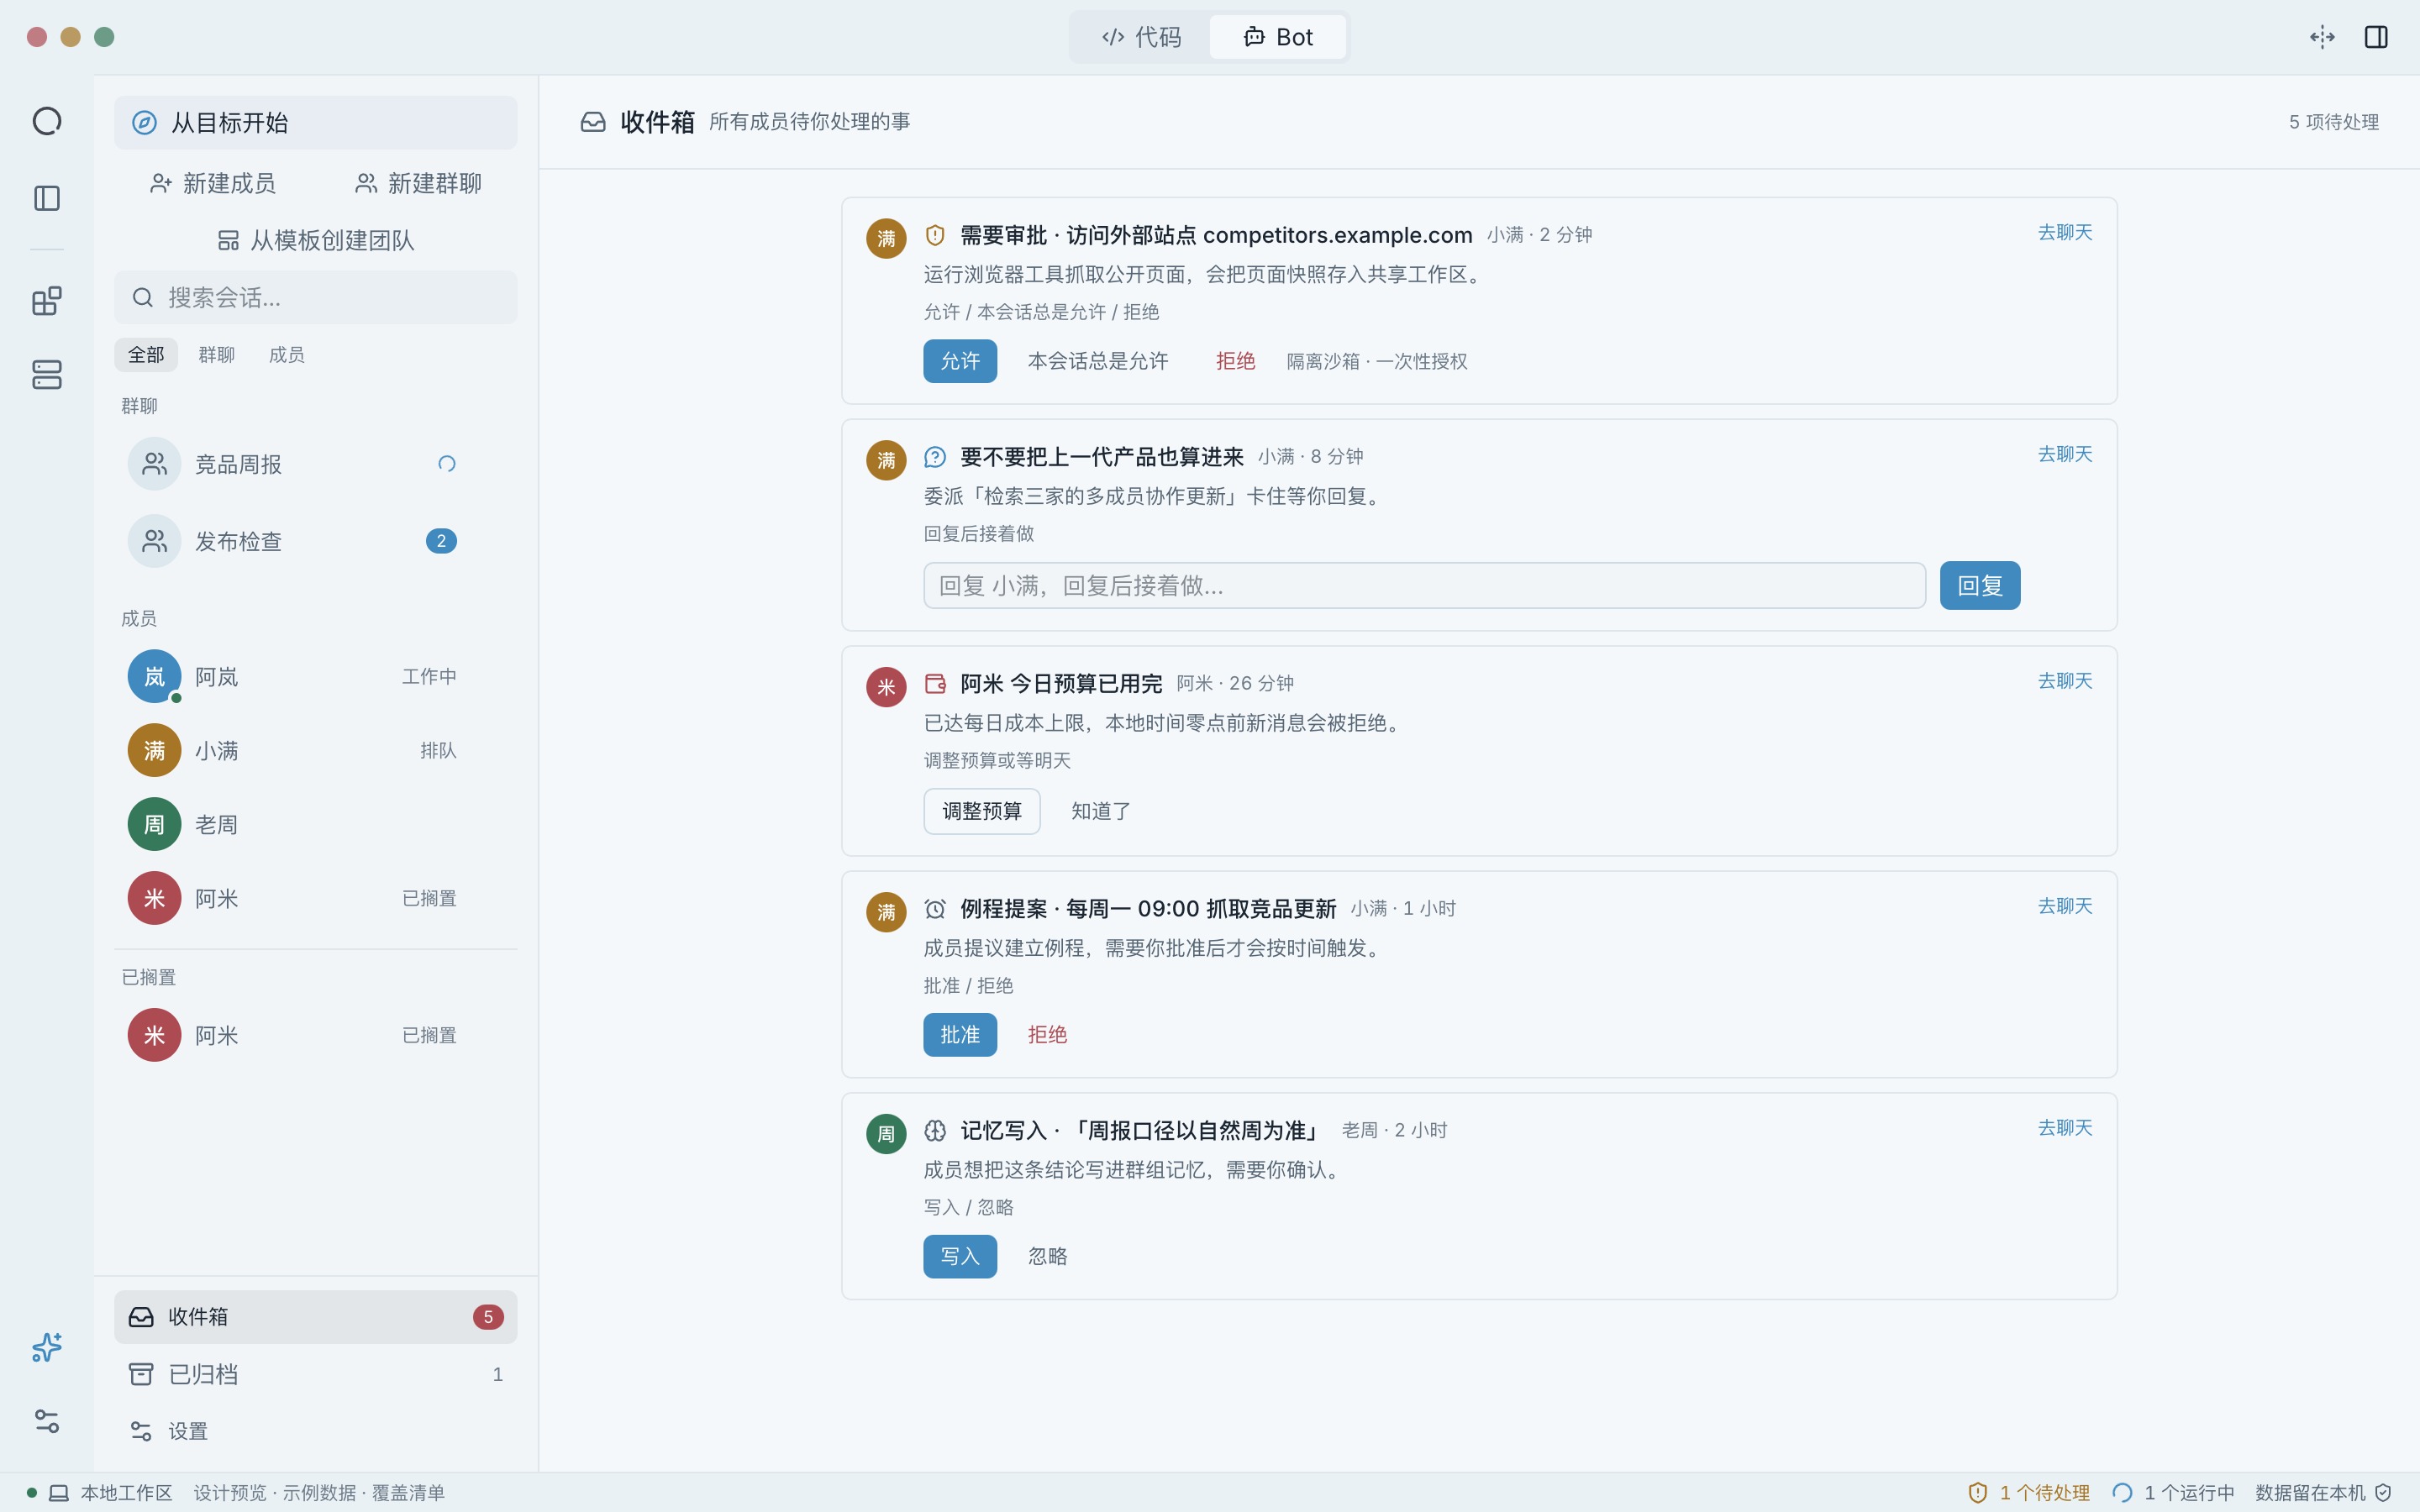 代码
Bot
从目标开始
新建成员
新建群聊
从模板创建团队
搜索会话...
全部
群聊
成员
群聊
竞品周报
发布检查
2
成员
岚
阿岚
工作中
满
小满
排队
周
老周
米
阿米
已搁置
已搁置
米
阿米
已搁置
收件箱
5
已归档
1
设置
收件箱 所有成员待你处理的事
5 项待处理
满
需要审批 · 访问外部站点 competitors.example.com 小满 · 2 分钟
去聊天
运行浏览器工具抓取公开页面，会把页面快照存入共享工作区。
允许 / 本会话总是允许 / 拒绝
允许 本会话总是允许 拒绝 隔离沙箱 · 一次性授权
满
要不要把上一代产品也算进来 小满 · 8 分钟
去聊天
委派「检索三家的多成员协作更新」卡住等你回复。
回复后接着做
回复 小满，回复后接着做...
回复
米
阿米 今日预算已用完 阿米 · 26 分钟
去聊天
已达每日成本上限，本地时间零点前新消息会被拒绝。
调整预算或等明天
调整预算 知道了
满
例程提案 · 每周一 09:00 抓取竞品更新 小满 · 1 小时
去聊天
成员提议建立例程，需要你批准后才会按时间触发。
批准 / 拒绝
批准 拒绝
周
记忆写入 · 「周报口径以自然周为准」 老周 · 2 小时
去聊天
成员想把这条结论写进群组记忆，需要你确认。
写入 / 忽略
写入 忽略
本地工作区 设计预览 · 示例数据 · 覆盖清单
1 个待处理 1 个运行中 数据留在本机